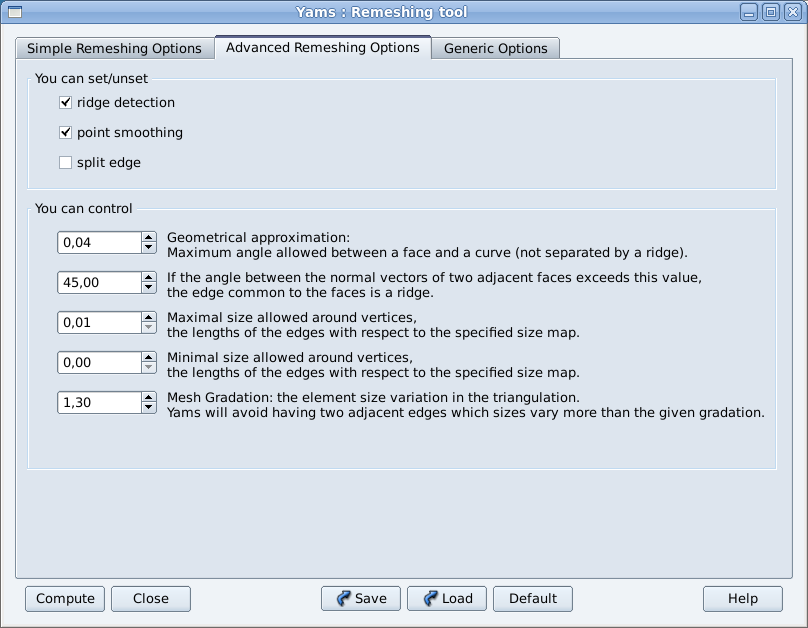 Yams : Remeshing tool
Simple Remeshing Options
Advanced Remeshing Options
Generic Options
You can set/unset
ridge detection
point smoothing
split edge
You can control
0,04
Geometrical approximation:
Maximum angle allowed between a face and a curve (not separated by a ridge).
45,00
If the angle between the normal vectors of two adjacent faces exceeds this value,
the edge common to the faces is a ridge.
0,01
Maximal size allowed around vertices,
the lengths of the edges with respect to the specified size map.
0,00
Minimal size allowed around vertices,
the lengths of the edges with respect to the specified size map.
1,30
Mesh Gradation: the element size variation in the triangulation.
Yams will avoid having two adjacent edges which sizes vary more than the given gradation.
Compute
Close
Save
Load
Default
Help